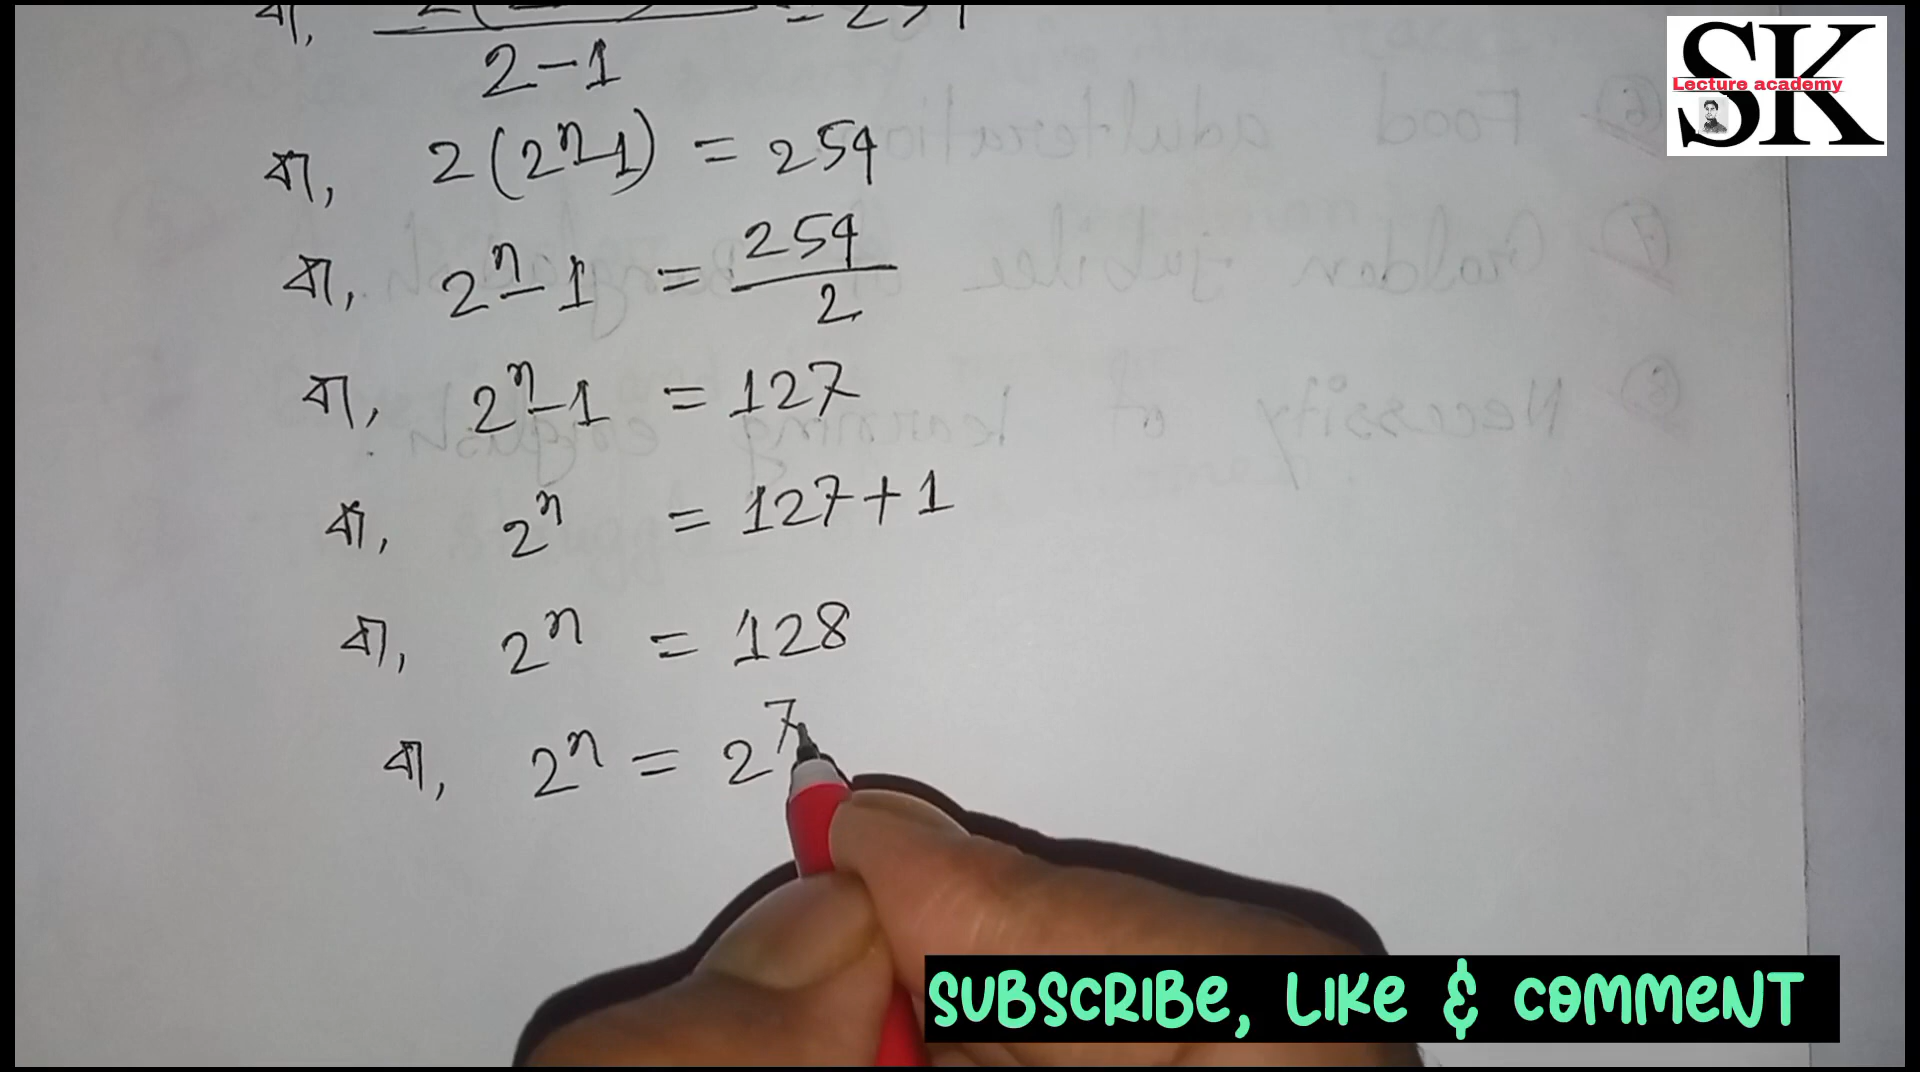 বা, 2-1
বা, 2(2ⁿ-1) = 254
বা, 2ⁿ-1 = 254/2
বা, 2ⁿ-1 = 127
বা, 2ⁿ = 127+1
বা, 2ⁿ = 128
বা, 2ⁿ = 2⁷
SK
Lecture academy
SUBSCRIBE, LIKE & COMMENT